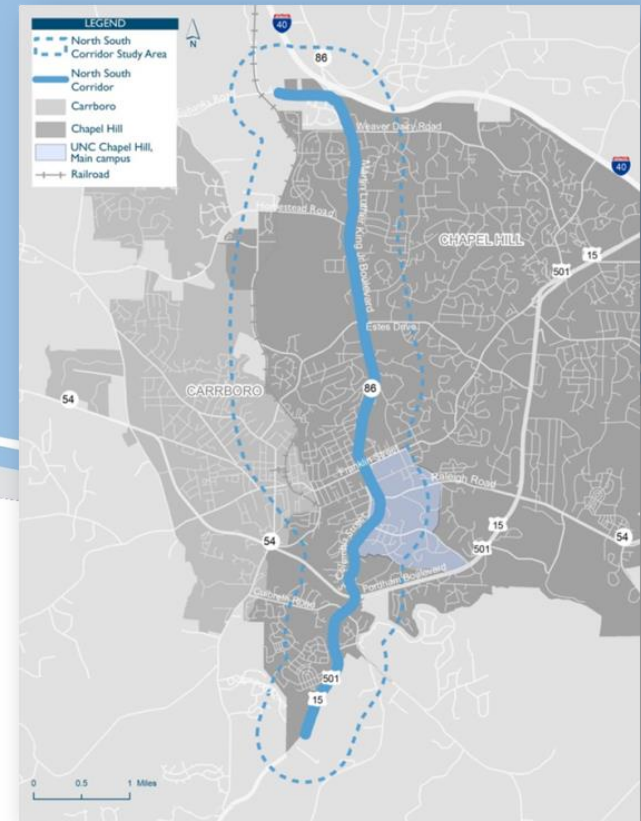 LEGEND
North South
Corridor Study Area
North South
Corridor
Carrboro
Chapel Hill
UNC Chapel Hill,
Main campus
Railroad
N
40
86
Weaver Dairy Road
Martin Luther King Jr Boulevard
40
Homestead Road
CHAPEL HILL
15
501
Estes Drive
CARRBORO
86
54
Franklin Street
Raleigh Road
15
54
501
54
Columbia Street
Fordham Boulevard
Culbreth Road
501
15
0 0.5 1 Miles